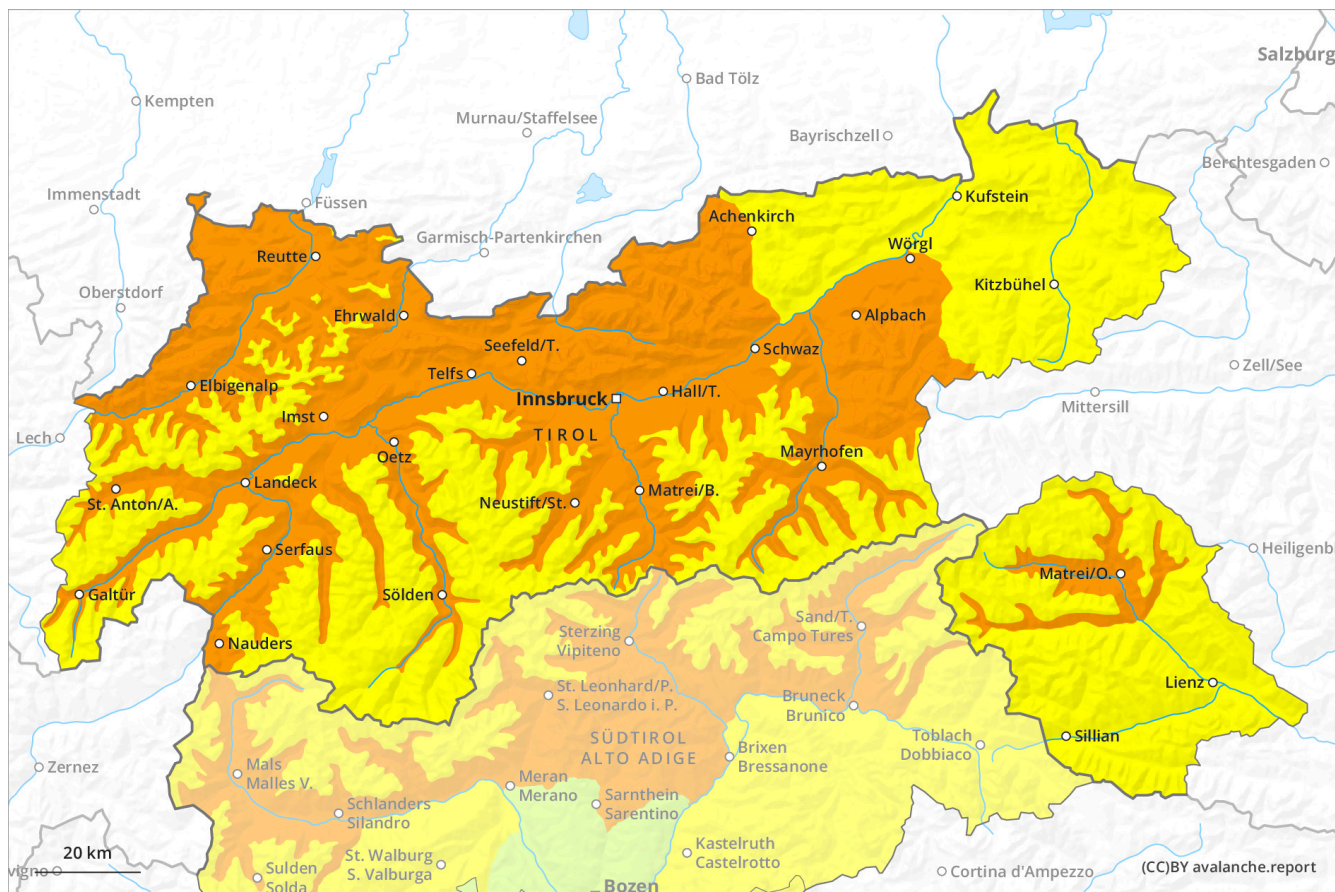 Salzburg
Bad Tölz
Kempten
Murnau/Staffelsee
Bayrischzell
Berchtesgaden
Immenstadt
Füssen
Kufstein
Achenkirch
Garmisch-Partenkirchen
Wörgl
Reutte
Kitzbühel
Oberstdorf
Ehrwald
Alpbach
Seefeld/T.
Schwaz
Zell/See
Telfs
Elbigenalp
Hall/T.
Innsbruck
Mittersill
Imst
Lech
TIROL
Oetz
Mayrhofen
Landeck
Matrei/B.
St. Anton/A.
Neustift/St.
Serfaus
Heiligenb
Matrei/O.
Galtür
Sölden
Sand/T.
Campo Tures
Sterzing
Vipiteno
Nauders
Lienz
St. Leonhard/P.
S. Leonardo i. P.
Bruneck
Brunico
SÜDTIROL
ALTO ADIGE
Toblach
Dobbiaco
Sillian
Brixen
Bressanone
Zernez
Mals
Malles V.
Meran
Merano
Sarnthein
Sarentino
Schlanders
Silandro
Kastelruth
Castelrotto
20 km
St. Walburg
S. Valburga
vigno
Sulden
Solda
Cortina d'Ampezzo
(CC)BY avalanche.report
Bozen